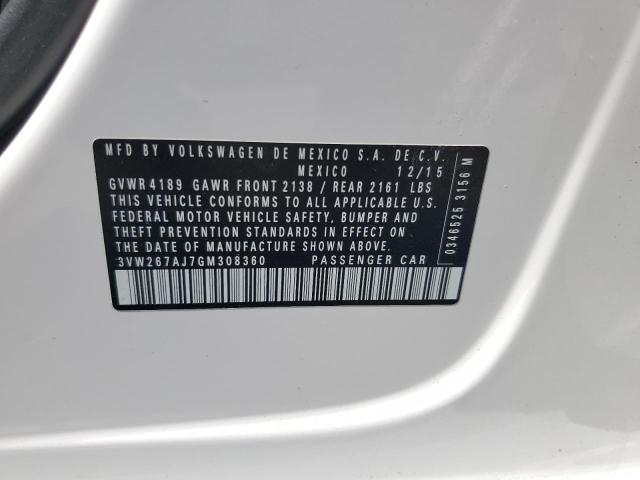 MFD BY VOLKSWAGEN DE MEXICO S.A. DE C.V.
MEXICO 12/15
GVWR 4189 GAWR FRONT 2138 / REAR 2161 LBS
THIS VEHICLE CONFORMS TO ALL APPLICABLE U.S.
FEDERAL MOTOR VEHICLE SAFETY, BUMPER AND
THEFT PREVENTION STANDARDS IN EFFECT ON
THE DATE OF MANUFACTURE SHOWN ABOVE.
3VW267AJ7GM308360 PASSENGER CAR
0346525 3156 M